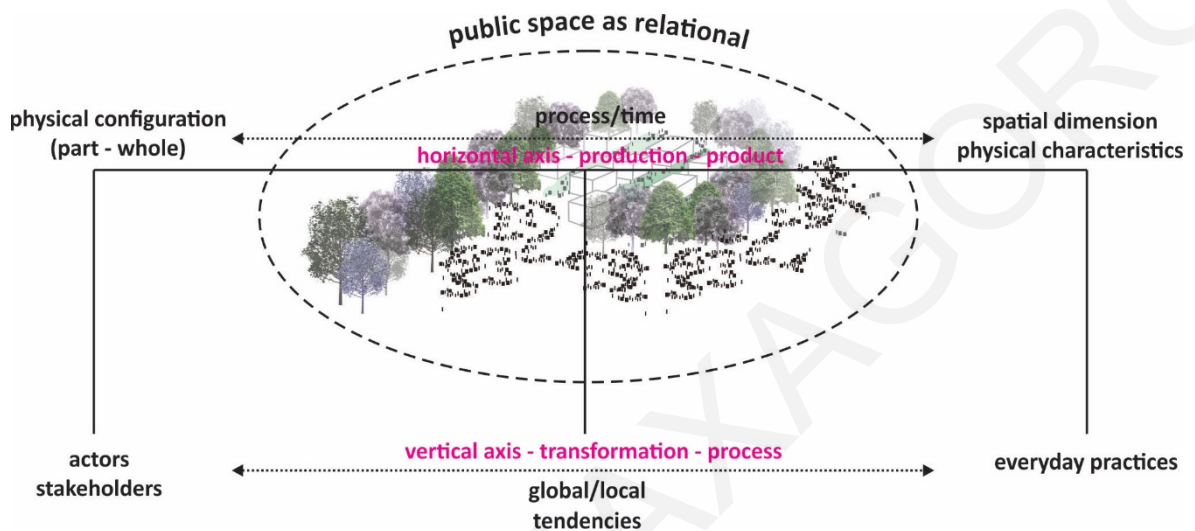 public space as relational
physical configuration
(part - whole)
process/time
spatial dimension
physical characteristics
horizontal axis - production - product
vertical axis - transformation - process
actors
stakeholders
everyday practices
global/local
tendencies
AXAGORO